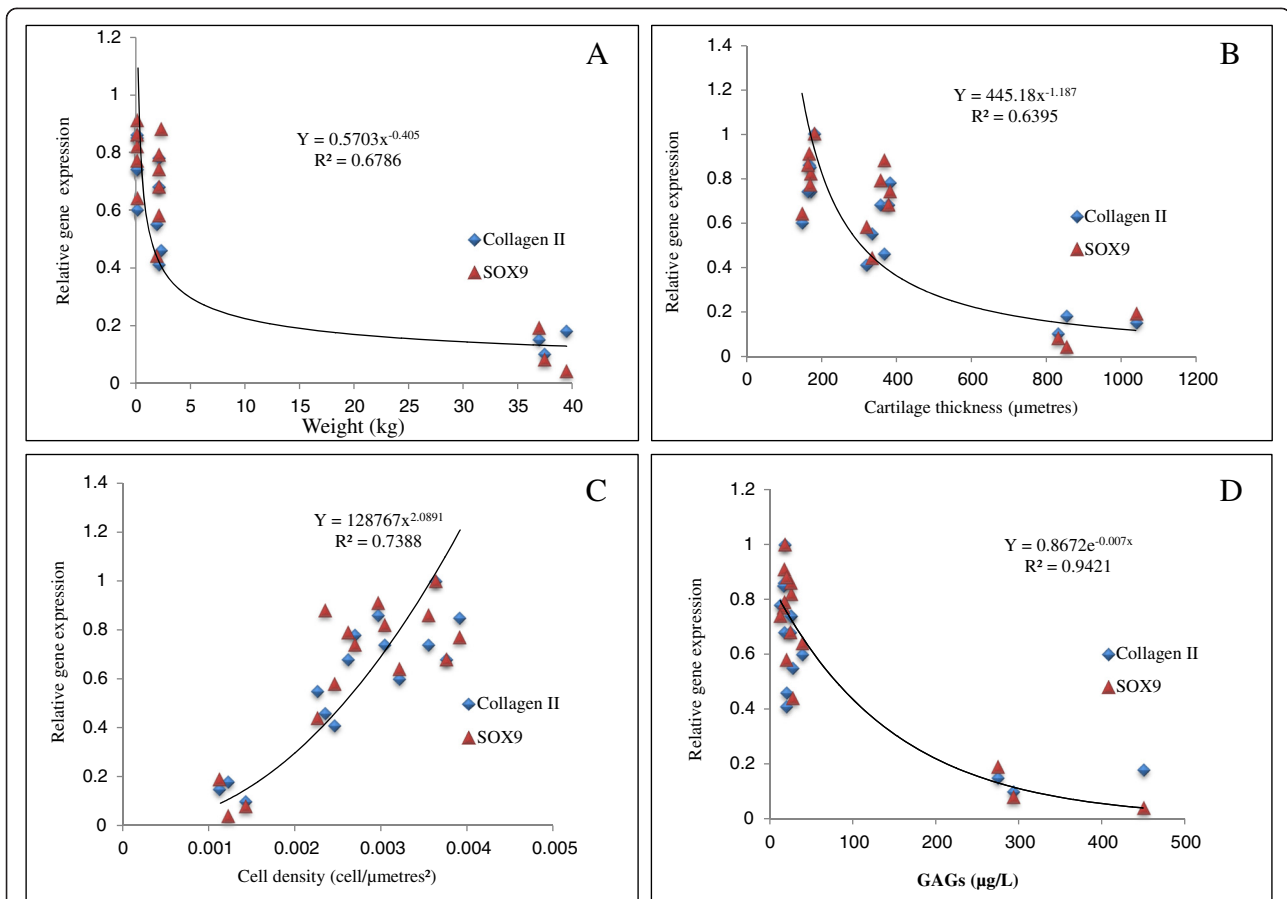 A
Relative gene expression
1.2
1
0.8
0.6
0.4
0.2
0
Y = 0.5703x^-0.405
R² = 0.6786
Collagen II
SOX9
0 5 10 15 20 25 30 35 40
Weight (kg)
B
Relative gene expression
1.4
1.2
1.0
0.8
0.6
0.4
0.2
0
Y = 445.18x^-1.187
R² = 0.6395
Collagen II
SOX9
0 200 400 600 800 1000 1200
Cartilage thickness (µmetres)
C
Relative gene expression
1.4
1.2
1
0.8
0.6
0.4
0.2
0
Y = 128767x^2.0891
R² = 0.7388
Collagen II
SOX9
0 0.001 0.002 0.003 0.004 0.005
Cell density (cell/µmetres²)
D
Relative gene expression
1.2
1
0.8
0.6
0.4
0.2
0
Y = 0.8672e^-0.007x
R² = 0.9421
Collagen II
SOX9
0 100 200 300 400 500
GAGs (µg/L)